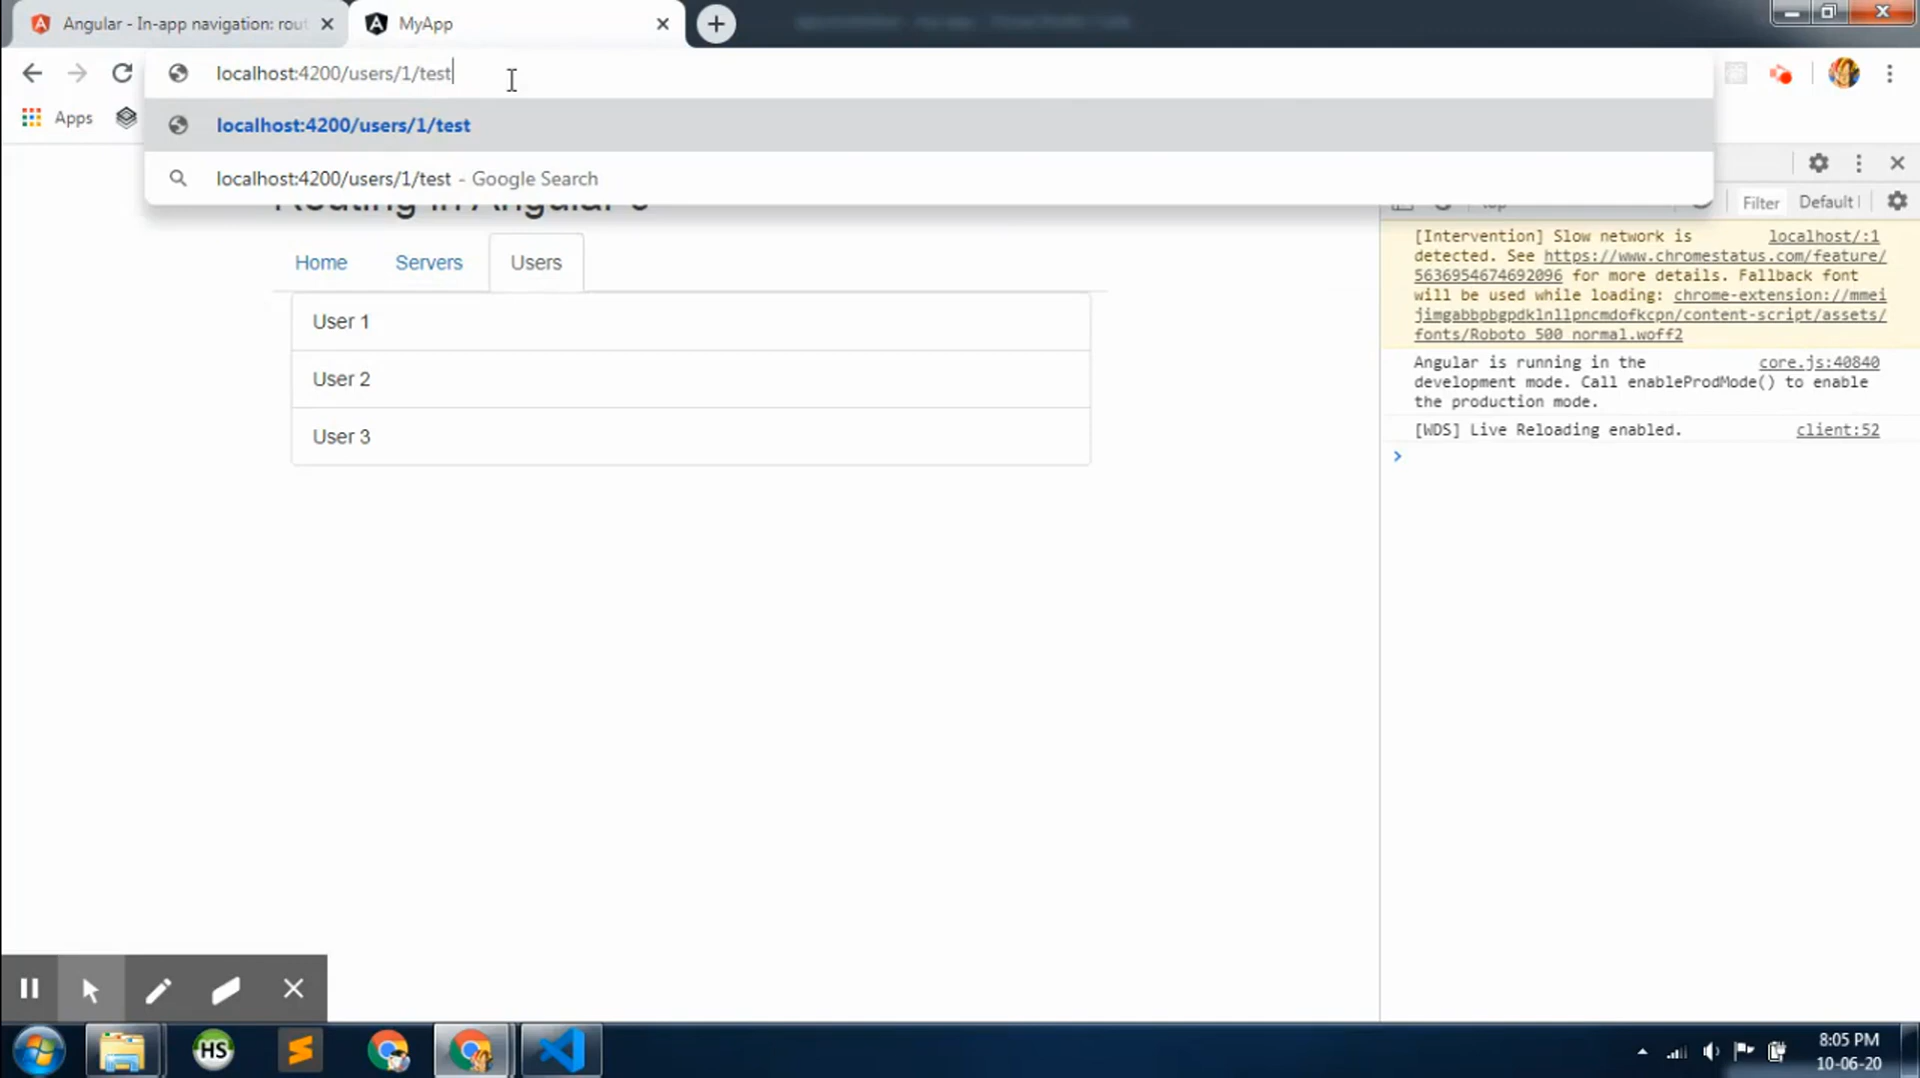 Angular - In-app navigation: rout
MyApp
localhost:4200/users/1/test
Apps
localhost:4200/users/1/test
localhost:4200/users/1/test - Google Search
Routing in Angular
Filter
Default
Home
Servers
Users
User 1
User 2
User 3
[Intervention] Slow network is localhost/:1
detected. See https://www.chromestatus.com/feature/
5636954674692096 for more details. Fallback font
will be used while loading: chrome-extension://mmei
jimgabbpbgpdklnllpncmdofkcpn/content-script/assets/
fonts/Roboto_500_normal.woff2
Angular is running in the core.js:40840
development mode. Call enableProdMode() to enable
the production mode.
[WDS] Live Reloading enabled. client:52
HS
8:05 PM
10-06-20